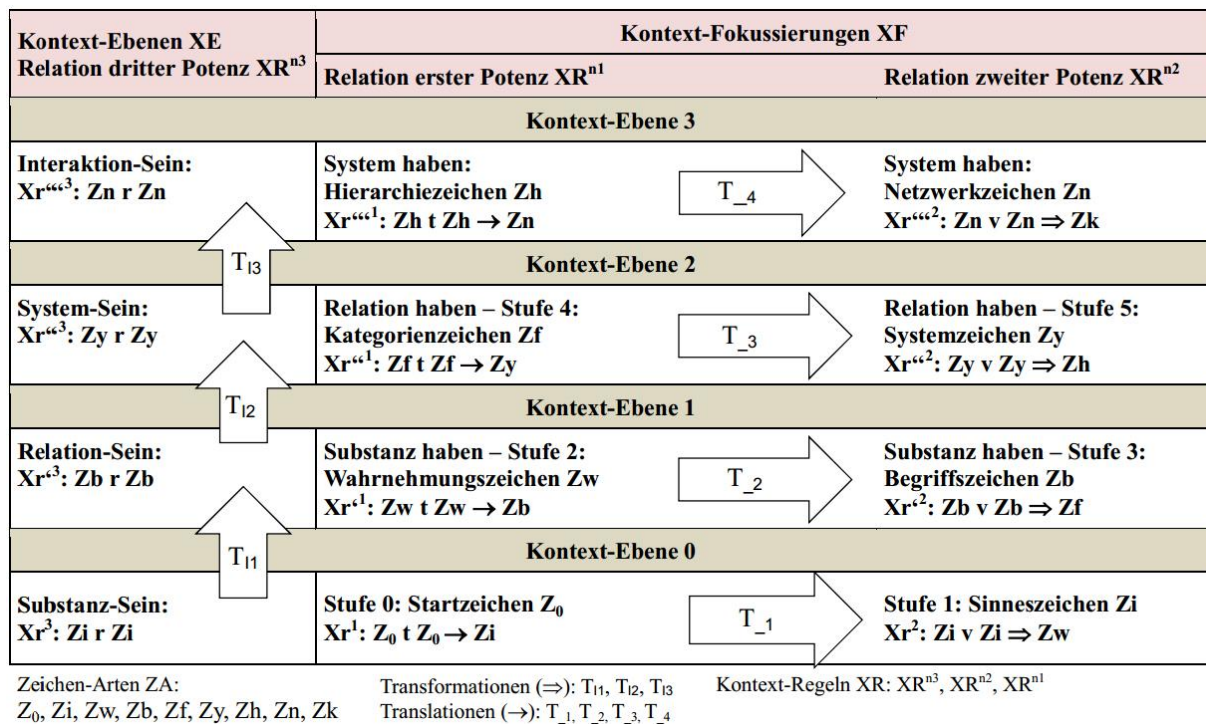 Kontext-Ebenen XE
Relation dritter Potenz XRⁿ³
Kontext-Fokussierungen XF
Relation erster Potenz XRⁿ¹
Relation zweiter Potenz XRⁿ²
Kontext-Ebene 3
Interaktion-Sein:
Xr“‘³: Zn r Zn
System haben:
Hierarchiezeichen Zh
Xr“‘¹: Zh t Zh → Zn
T_4
System haben:
Netzwerkzeichen Zn
Xr“‘²: Zn v Zn ⇒ Zk
T_I3
Kontext-Ebene 2
System-Sein:
Xr“³: Zy r Zy
Relation haben – Stufe 4:
Kategorienzeichen Zf
Xr“¹: Zf t Zf → Zy
T_3
Relation haben – Stufe 5:
Systemzeichen Zy
Xr“²: Zy v Zy ⇒ Zh
T_I2
Kontext-Ebene 1
Relation-Sein:
Xr‘³: Zb r Zb
Substanz haben – Stufe 2:
Wahrnehmungszeichen Zw
Xr‘¹: Zw t Zw → Zb
T_2
Substanz haben – Stufe 3:
Begriffszeichen Zb
Xr‘²: Zb v Zb ⇒ Zf
T_I1
Kontext-Ebene 0
Substanz-Sein:
Xr³: Zi r Zi
Stufe 0: Startzeichen Z₀
Xr¹: Z₀ t Z₀ → Zi
T_1
Stufe 1: Sinneszeichen Zi
Xr²: Zi v Zi ⇒ Zw
Zeichen-Arten ZA:
Z₀, Zi, Zw, Zb, Zf, Zy, Zh, Zn, Zk
Transformationen (⇒): T_I1, T_I2, T_I3
Translationen (→): T_1, T_2, T_3, T_4
Kontext-Regeln XR: XRⁿ³, XRⁿ², XRⁿ¹